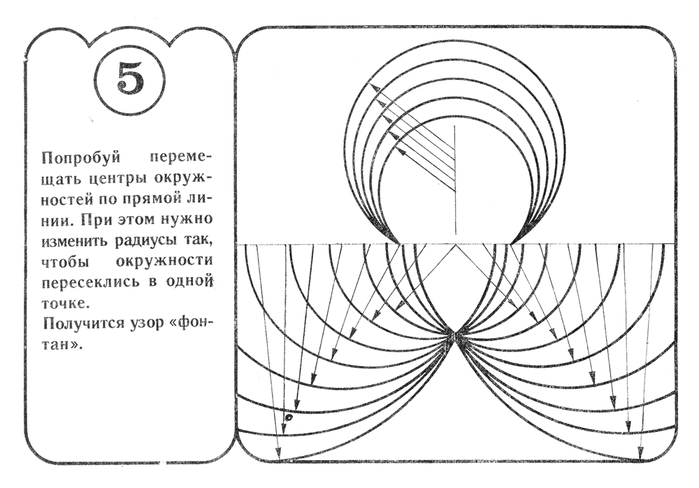 5
Попробуй переме-
щать центры окруж-
ностей по прямой ли-
нии. При этом нужно
изменить радиусы так,
чтобы окружности
пересеклись в одной
точке.
Получится узор «фон-
тан».